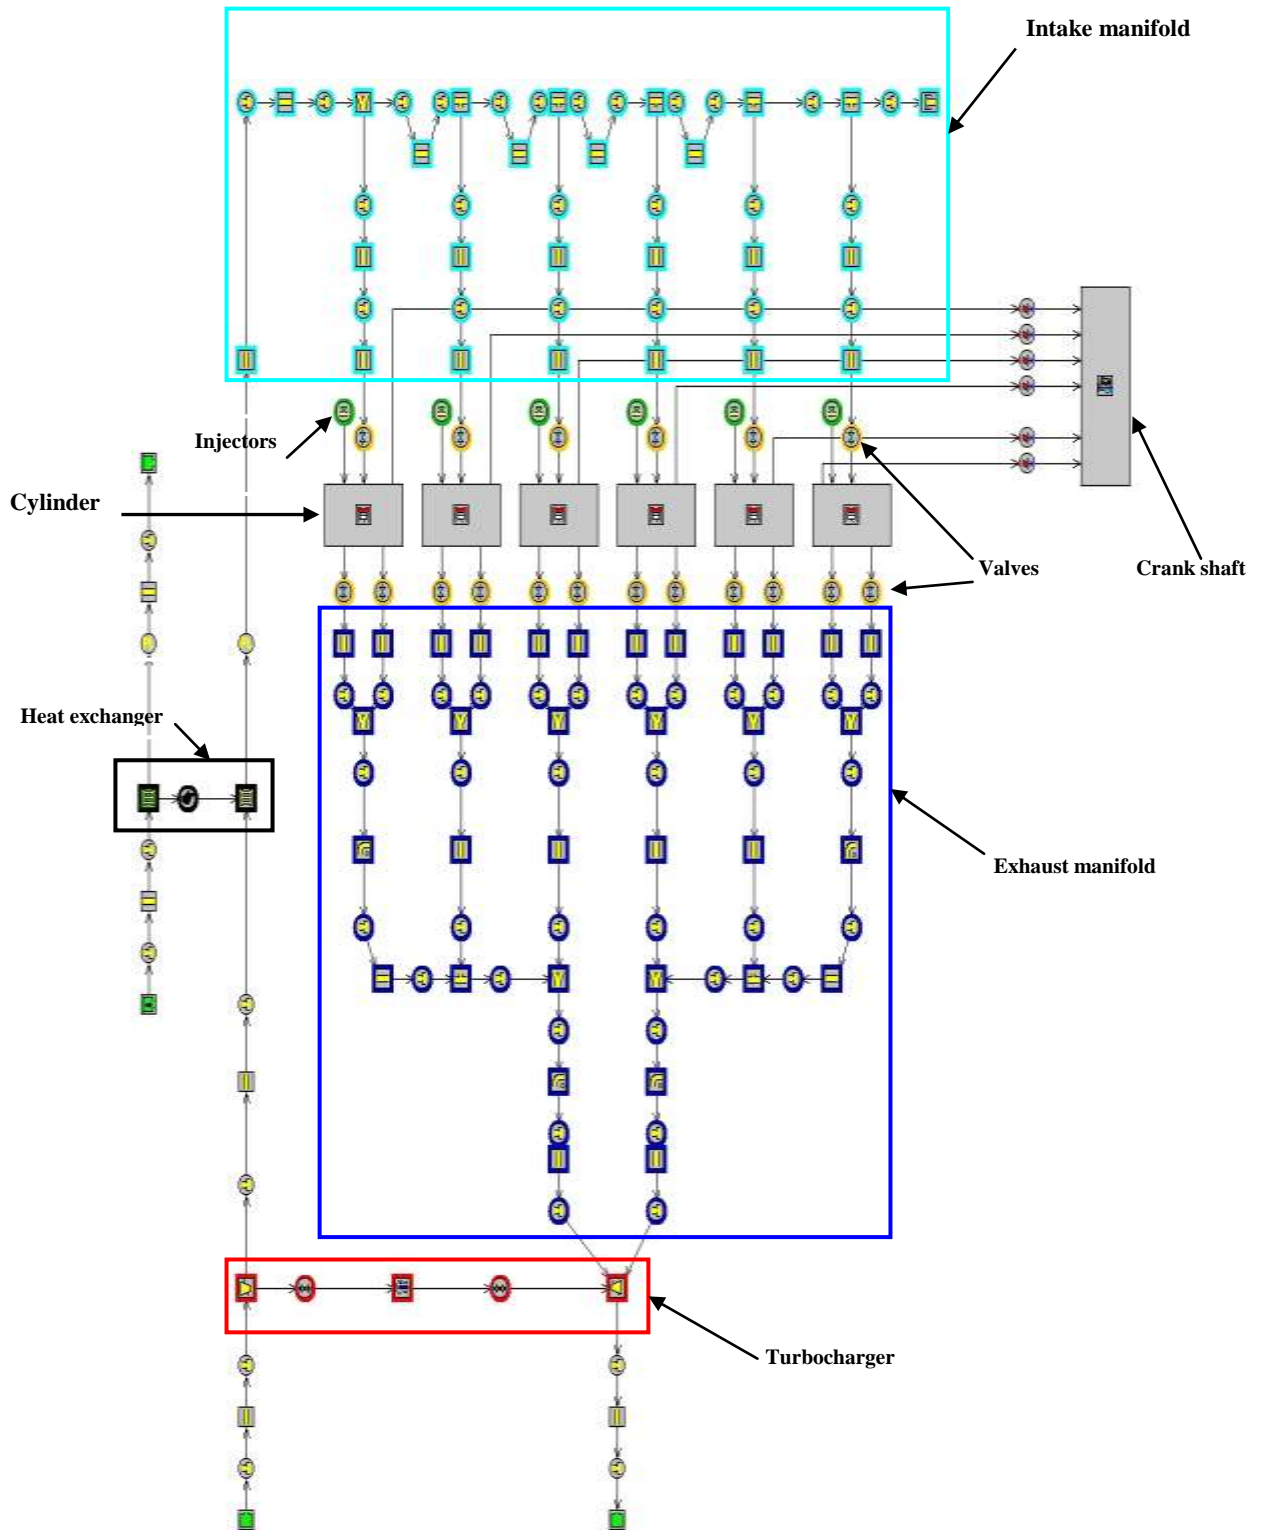 Intake manifold
Injectors
Cylinder
Valves
Crank shaft
Heat exchanger
Exhaust manifold
Turbocharger